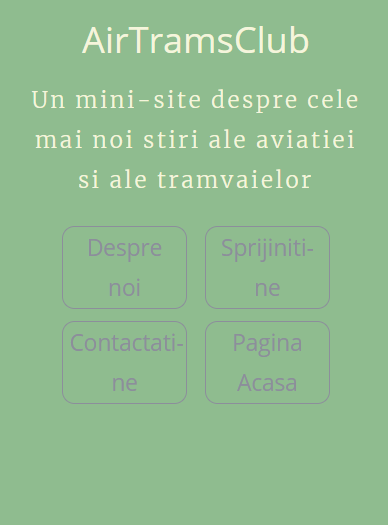 AirTramsClub
Un mini-site despre cele
mai noi stiri ale aviatiei
si ale tramvaielor
Despre
noi
Sprijiniti-
ne
Contactati-
ne
Pagina
Acasa